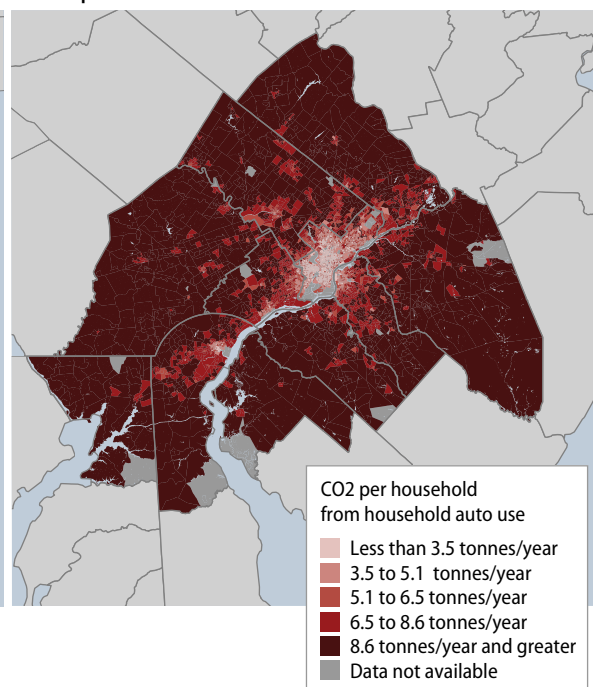 CO2 per household
from household auto use
Less than 3.5 tonnes/year
3.5 to 5.1 tonnes/year
5.1 to 6.5 tonnes/year
6.5 to 8.6 tonnes/year
8.6 tonnes/year and greater
Data not available